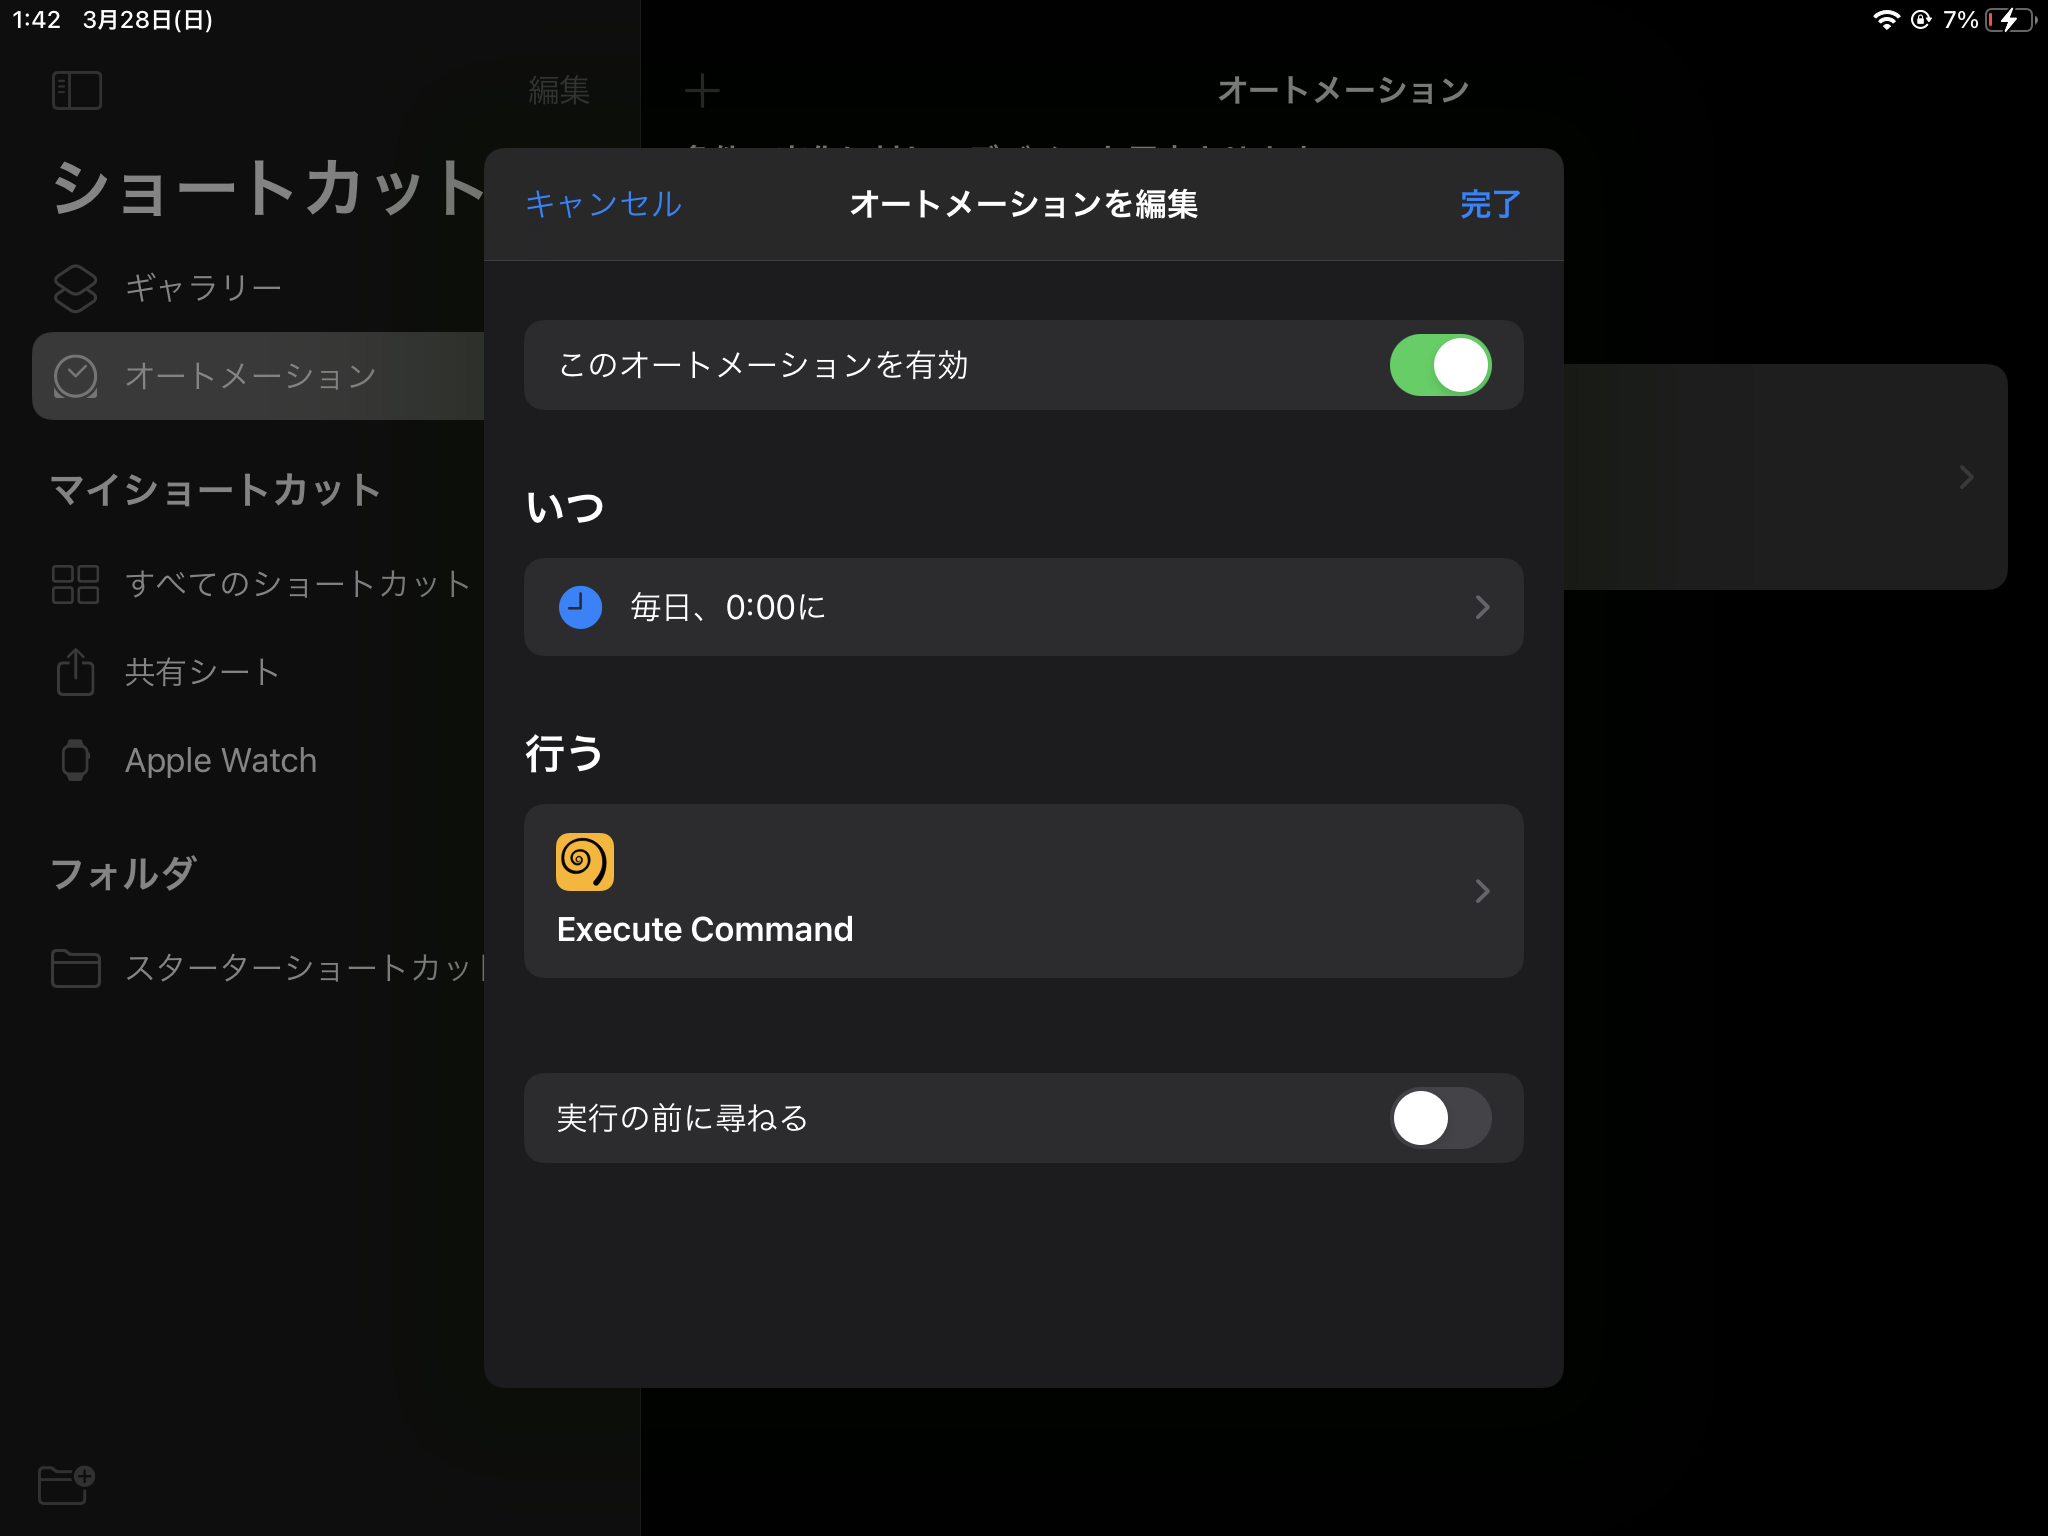 1:42 3月28日(日)
7%
編集
オートメーション
ショートカット
ギャラリー
オートメーション
マイショートカット
すべてのショートカット
共有シート
Apple Watch
フォルダ
スターターショートカット
キャンセル
オートメーションを編集
完了
このオートメーションを有効
いつ
毎日、0:00に
行う
Execute Command
実行の前に尋ねる